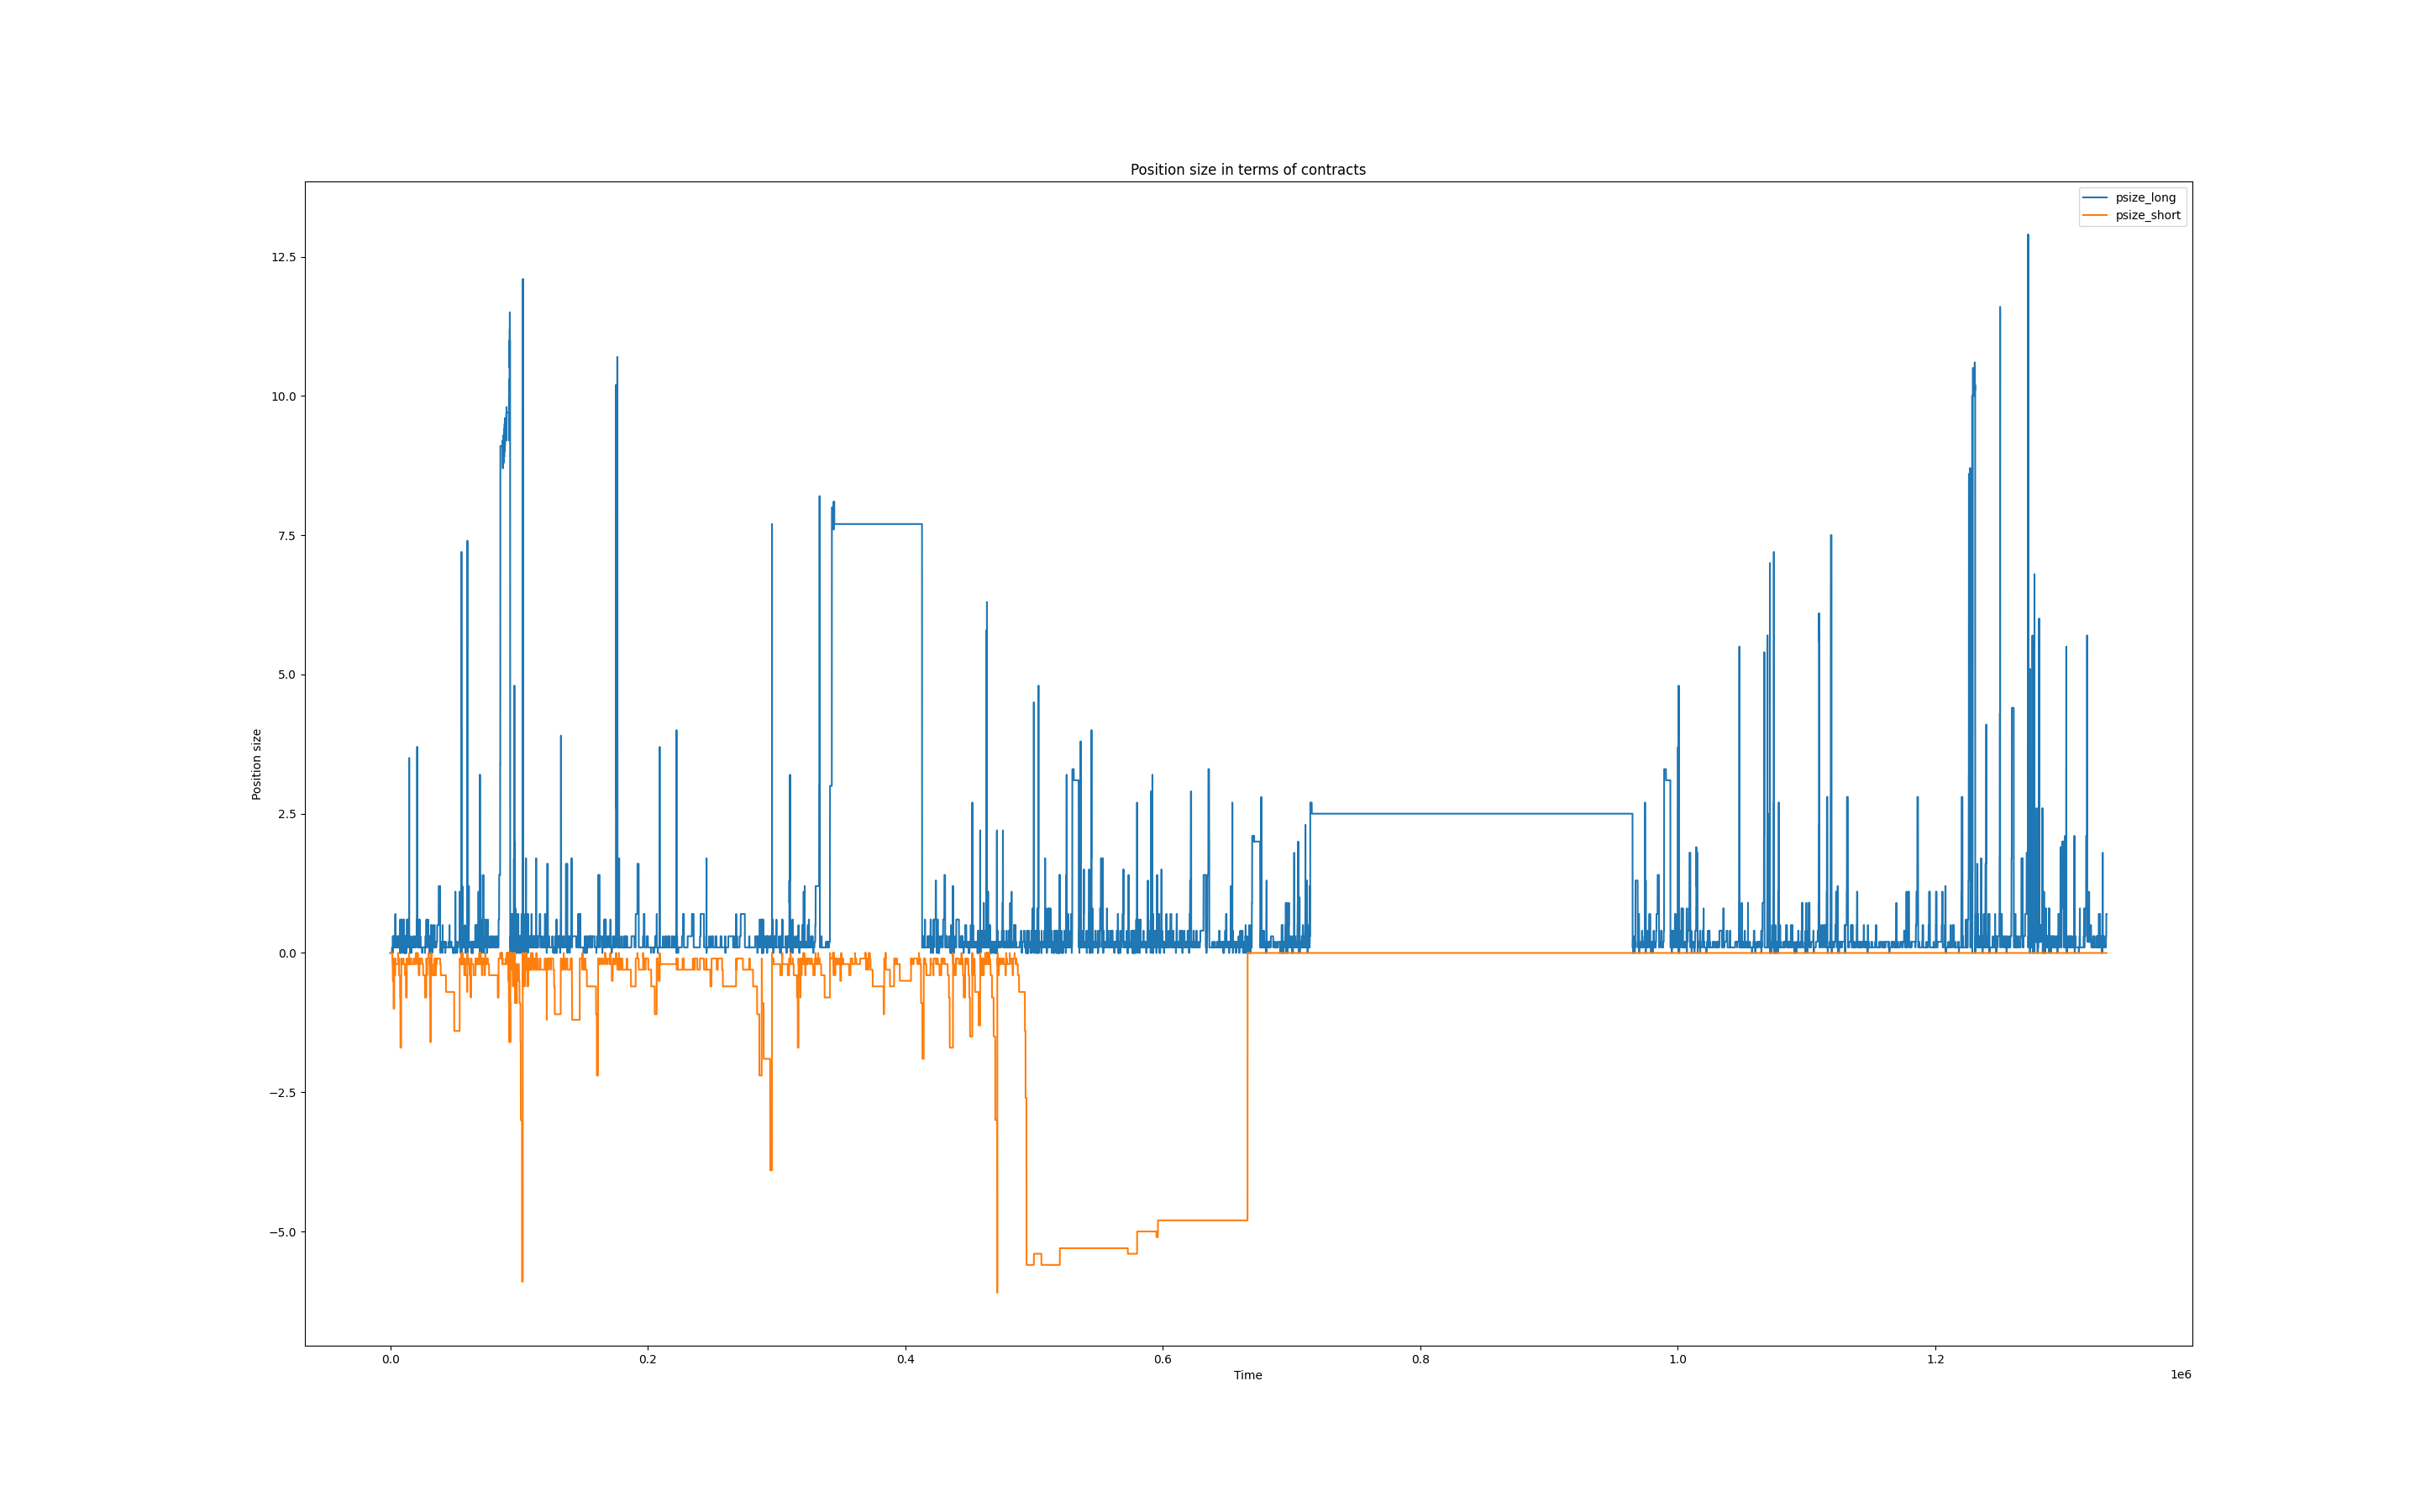 Position size in terms of contracts
psize_long
psize_short
12.5
10.0
7.5
5.0
2.5
0.0
−2.5
−5.0
Position size
0.0 0.2 0.4 0.6 0.8 1.0 1.2
Time
1e6